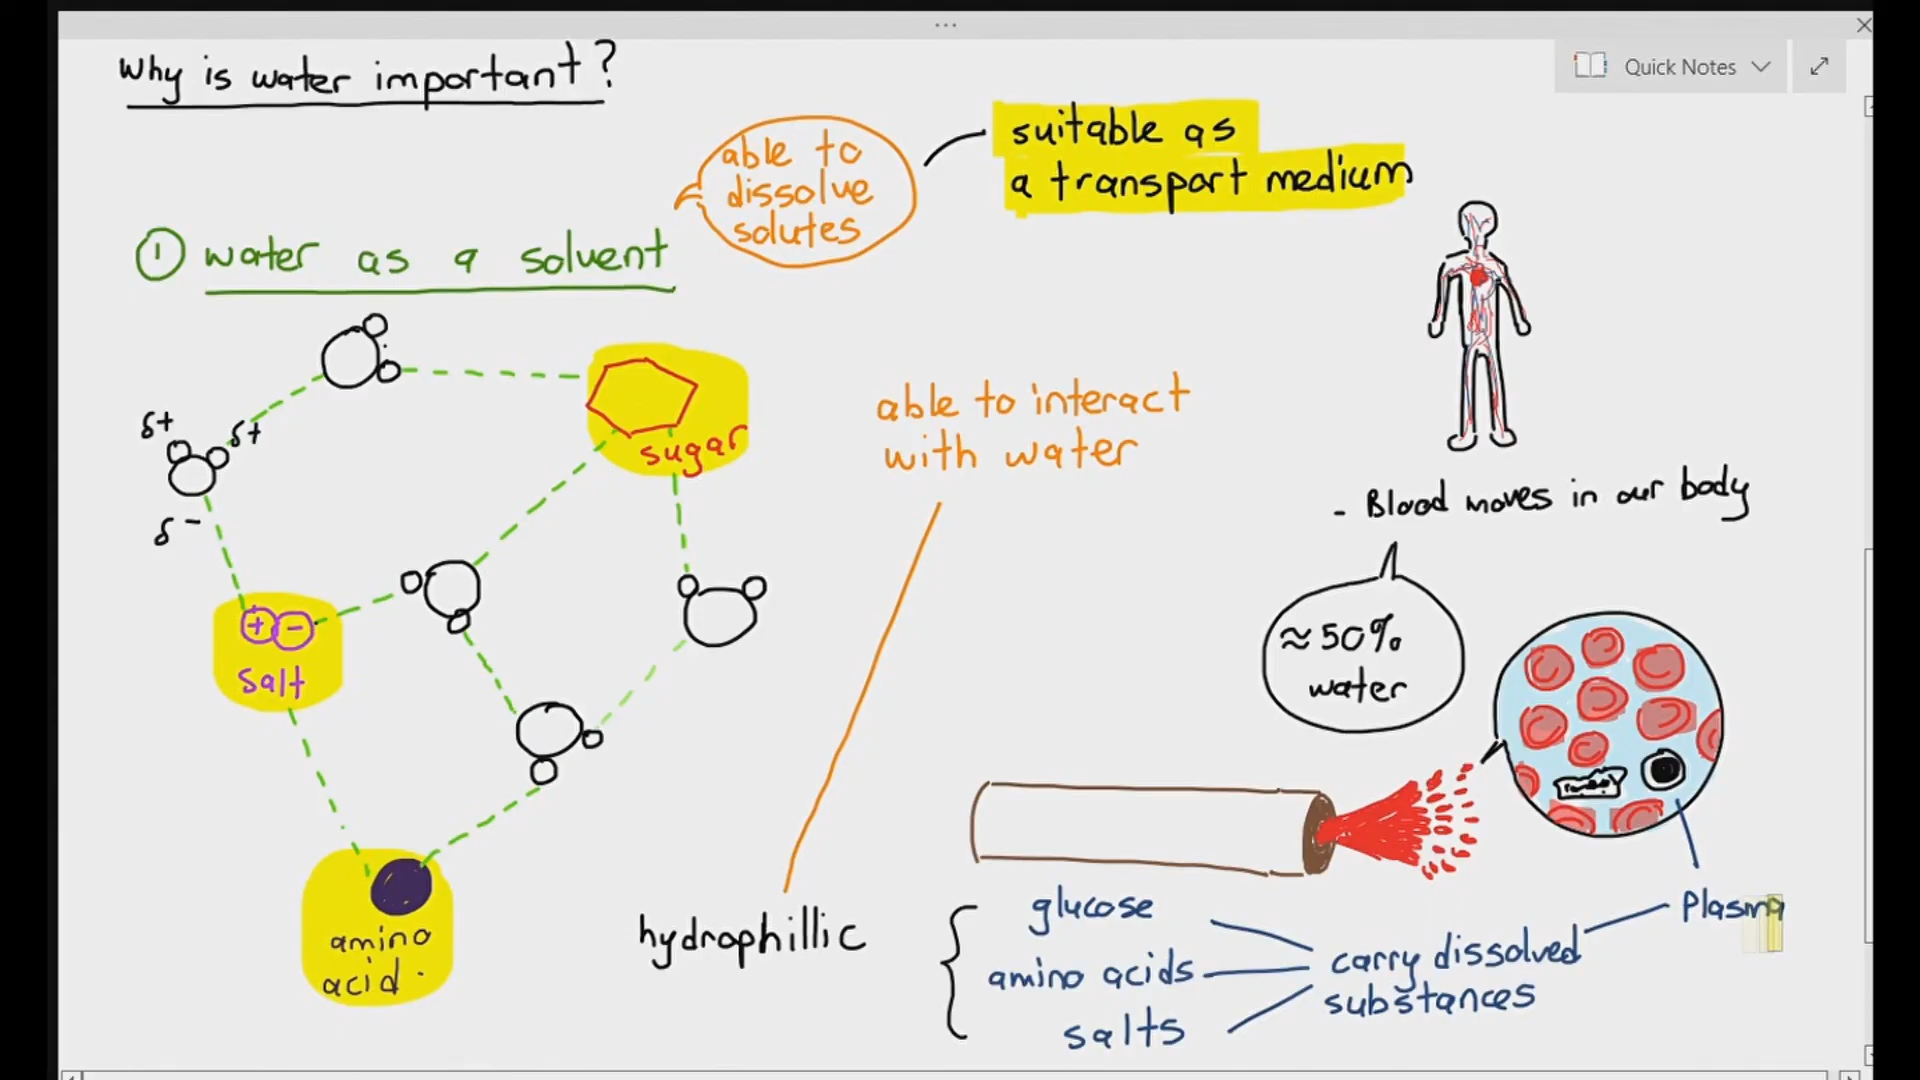 Why is water important?
Quick Notes
able to
dissolve
solutes
suitable as
a transport medium
1 water as a solvent
δ+
δ+
δ-
sugar
able to interact
with water
- Blood moves in our body
+ -
salt
≈50%
water
amino
acid
hydrophillic
glucose
amino acids
salts
carry dissolved
substances
Plasma